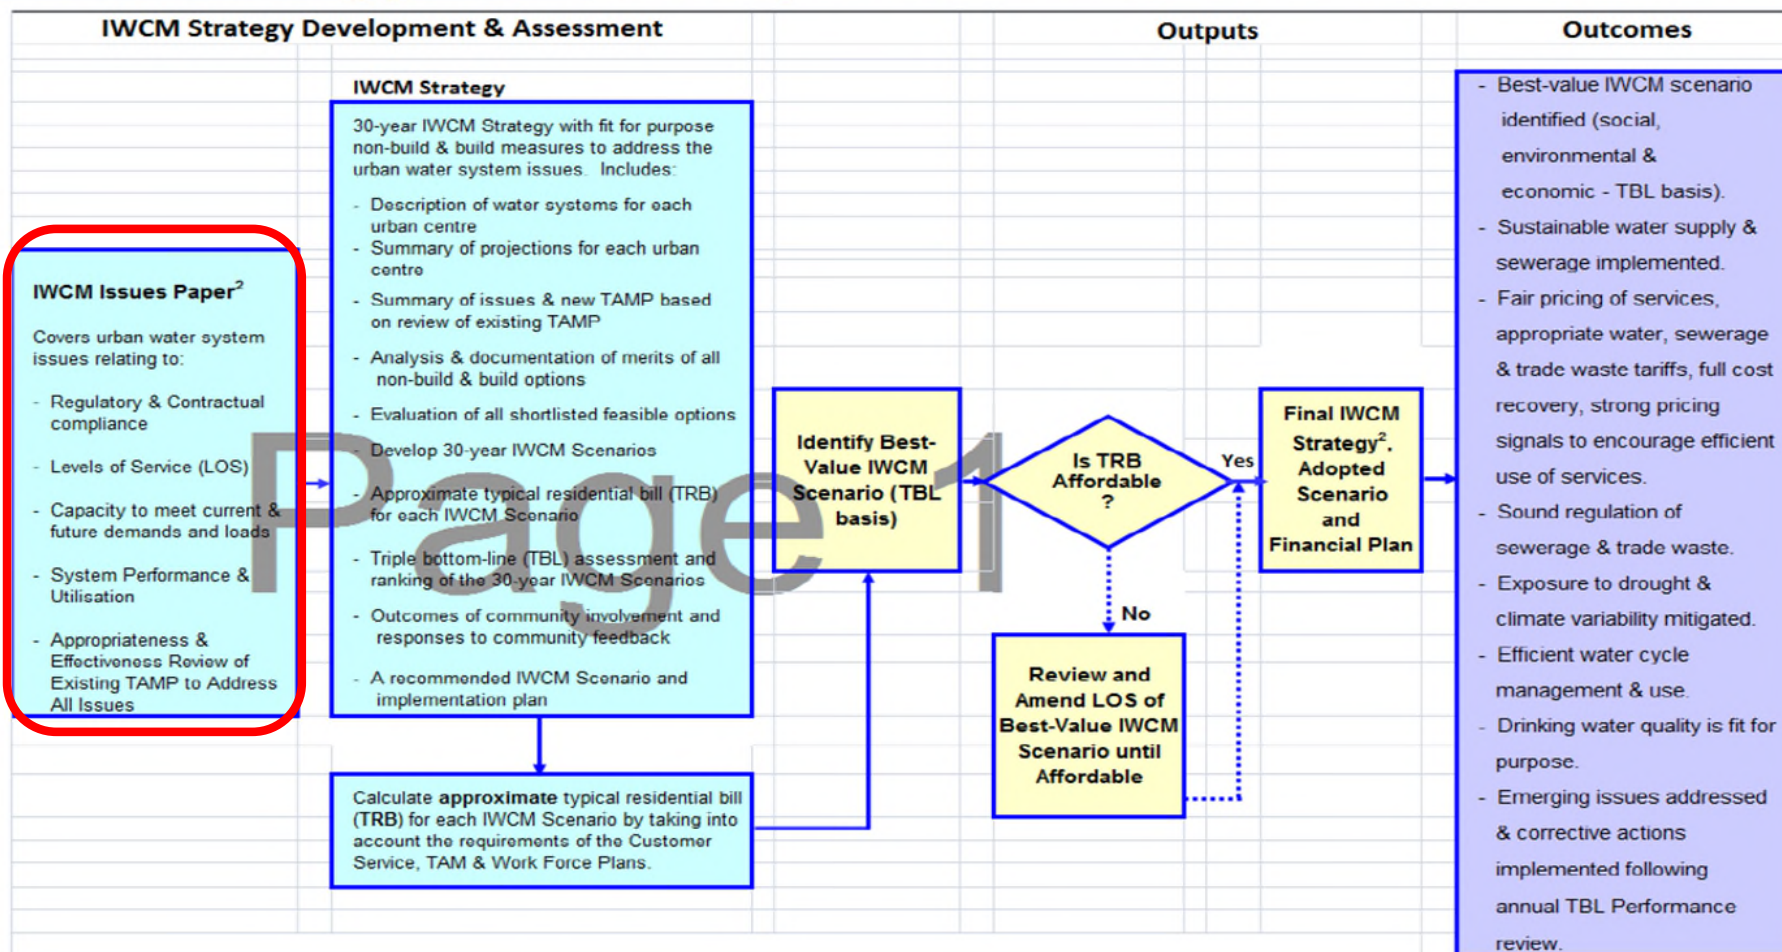 IWCM Strategy Development & Assessment
Outputs
Outcomes
IWCM Issues Paper2
Covers urban water system
issues relating to:
- Regulatory & Contractual
compliance
- Levels of Service (LOS)
- Capacity to meet current &
future demands and loads
- System Performance &
Utilisation
- Appropriateness &
Effectiveness Review of
Existing TAMP to Address
All Issues
IWCM Strategy
30-year IWCM Strategy with fit for purpose
non-build & build measures to address the
urban water system issues. Includes:
- Description of water systems for each
urban centre
- Summary of projections for each urban
centre
- Summary of issues & new TAMP based
on review of existing TAMP
- Analysis & documentation of merits of all
non-build & build options
- Evaluation of all shortlisted feasible options
- Develop 30-year IWCM Scenarios
- Approximate typical residential bill (TRB)
for each IWCM Scenario
- Triple bottom-line (TBL) assessment and
ranking of the 30-year IWCM Scenarios
- Outcomes of community involvement and
responses to community feedback
- A recommended IWCM Scenario and
implementation plan
Calculate approximate typical residential bill
(TRB) for each IWCM Scenario by taking into
account the requirements of the Customer
Service, TAM & Work Force Plans.
Identify Best-
Value IWCM
Scenario (TBL
basis)
Is TRB
Affordable
?
Yes
No
Review and
Amend LOS of
Best-Value IWCM
Scenario until
Affordable
Final IWCM
Strategy2,
Adopted
Scenario
and
Financial Plan
- Best-value IWCM scenario
identified (social,
environmental &
economic - TBL basis).
- Sustainable water supply &
sewerage implemented.
- Fair pricing of services,
appropriate water, sewerage
& trade waste tariffs, full cost
recovery, strong pricing
signals to encourage efficient
use of services.
- Sound regulation of
sewerage & trade waste.
- Exposure to drought &
climate variability mitigated.
- Efficient water cycle
management & use.
- Drinking water quality is fit for
purpose.
- Emerging issues addressed
& corrective actions
implemented following
annual TBL Performance
review.
Page 1